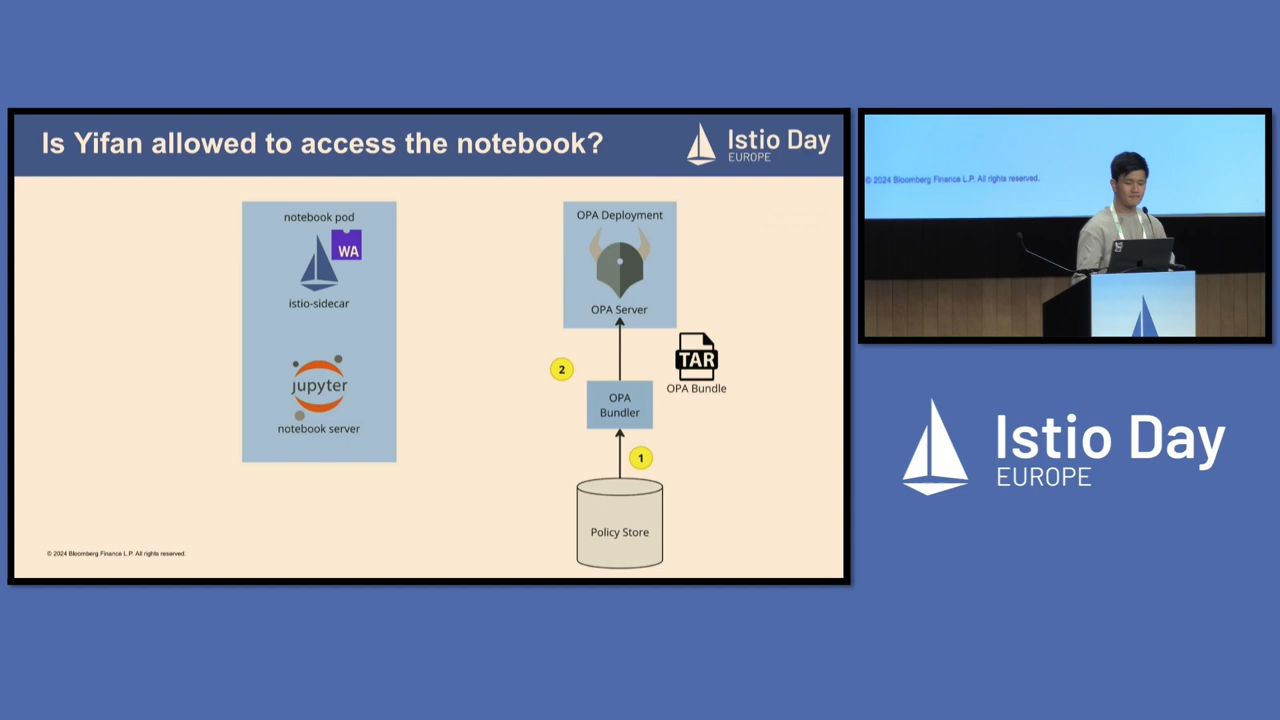 Is Yifan allowed to access the notebook?
Istio Day
EUROPE
notebook pod
WA
istio-sidecar
jupyter
notebook server
OPA Deployment
OPA Server
2
TAR
OPA Bundle
OPA
Bundler
1
Policy Store
© 2024 Bloomberg Finance L.P. All rights reserved.
© 2024 Bloomberg Finance L.P. All rights reserved.
Istio Day
EUROPE